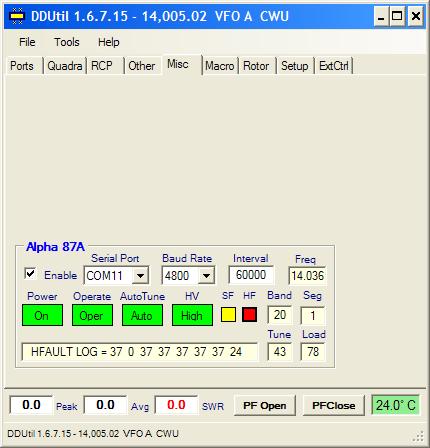 DDUtil 1.6.7.15 - 14,005.02 VFO A CWU
File Tools Help
Ports Quadra RCP Other Misc Macro Rotor Setup ExtCtrl
Alpha 87A
Serial Port Baud Rate Interval Freq
Enable COM11 4800 60000 14.036
Power Operate AutoTune HV SF HF Band Seg
On Oper Auto High 20 1
Tune Load
HFAULT LOG = 37 0 37 37 37 37 37 24 43 78
0.0 Peak 0.0 Avg 0.0 SWR PF Open PFClose 24.0° C
DDUtil 1.6.7.15 - 14,005.02 VFO A CWU